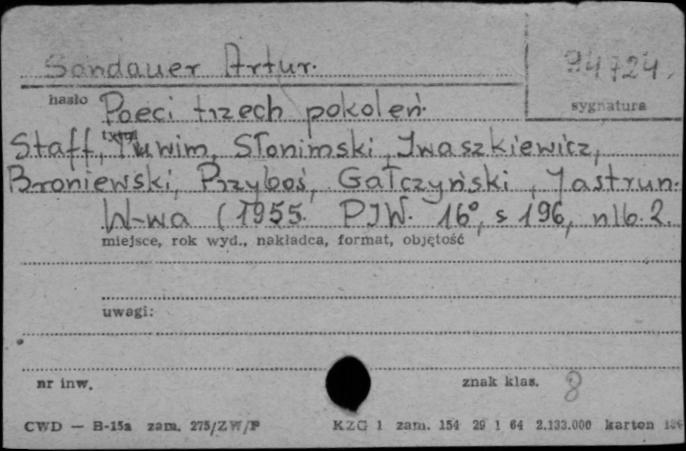 Sandauer Artur.
94724.
hasło Poeci trzech pokoleń.
sygnatura
Staff, Tuwim, Słonimski, Iwaszkiewicz,
Broniewski, Przyboś, Gałczyński, Jastrun.
W-wa (1955. PIW. 16°, s 196, nlb. 2.
miejsce, rok wyd., nakładca, format, objętość
uwagi:
nr inw. znak klas. 8
CWD — B-15a zam. 275/ZW/P KZG 1 zam. 154 29 1 64 2.133.000 karton